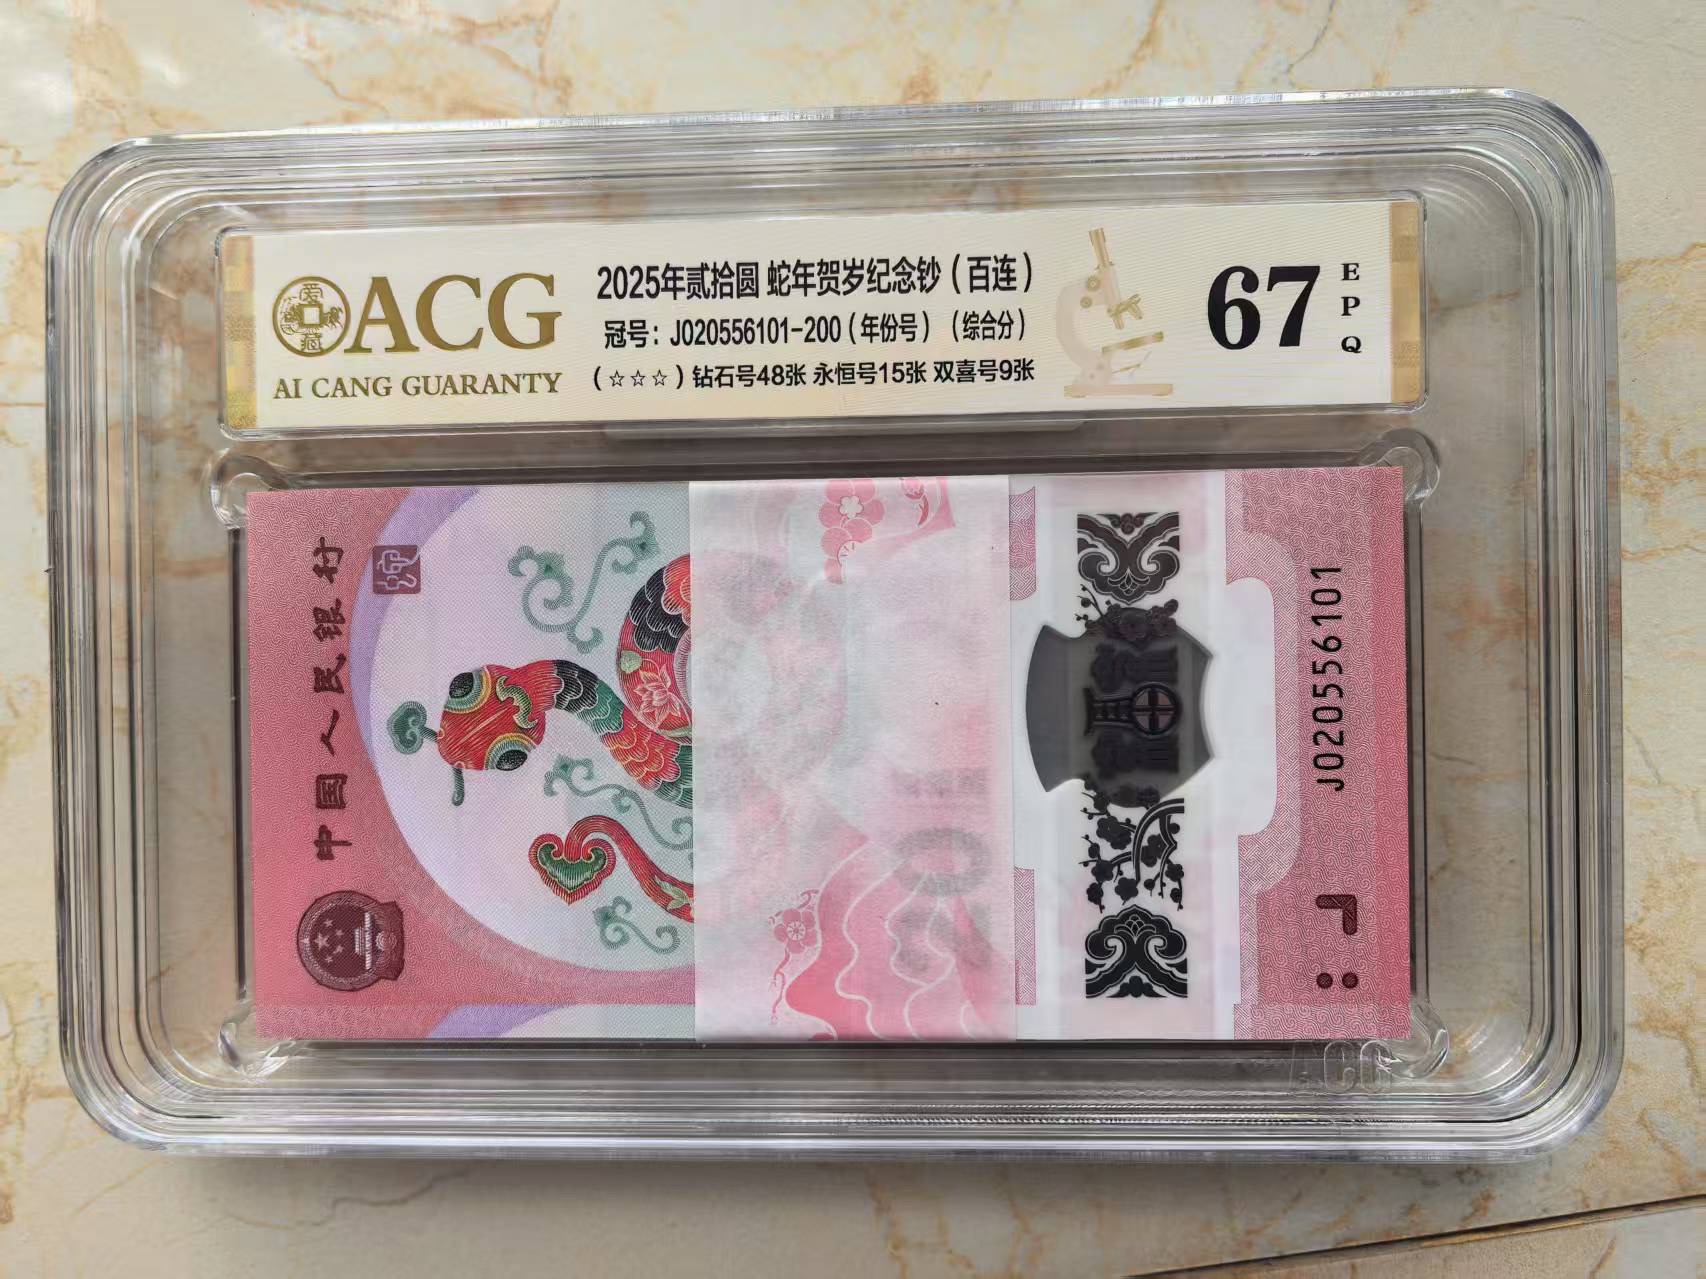 ACG
AI CANG GUARANTY
2025年贰拾圆 蛇年贺岁纪念钞（百连）
冠号：J020556101-200（年份号）（综合分）
（☆☆☆）钻石号48张 永恒号15张 双喜号9张
67
EPQ
中国人民银行
J020556101
ACG